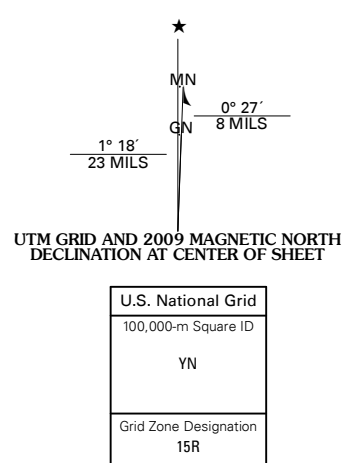 ★
MN
0° 27´
8 MILS
GN
1° 18´
23 MILS
UTM GRID AND 2009 MAGNETIC NORTH
DECLINATION AT CENTER OF SHEET
U.S. National Grid
100,000-m Square ID
YN
Grid Zone Designation
15R